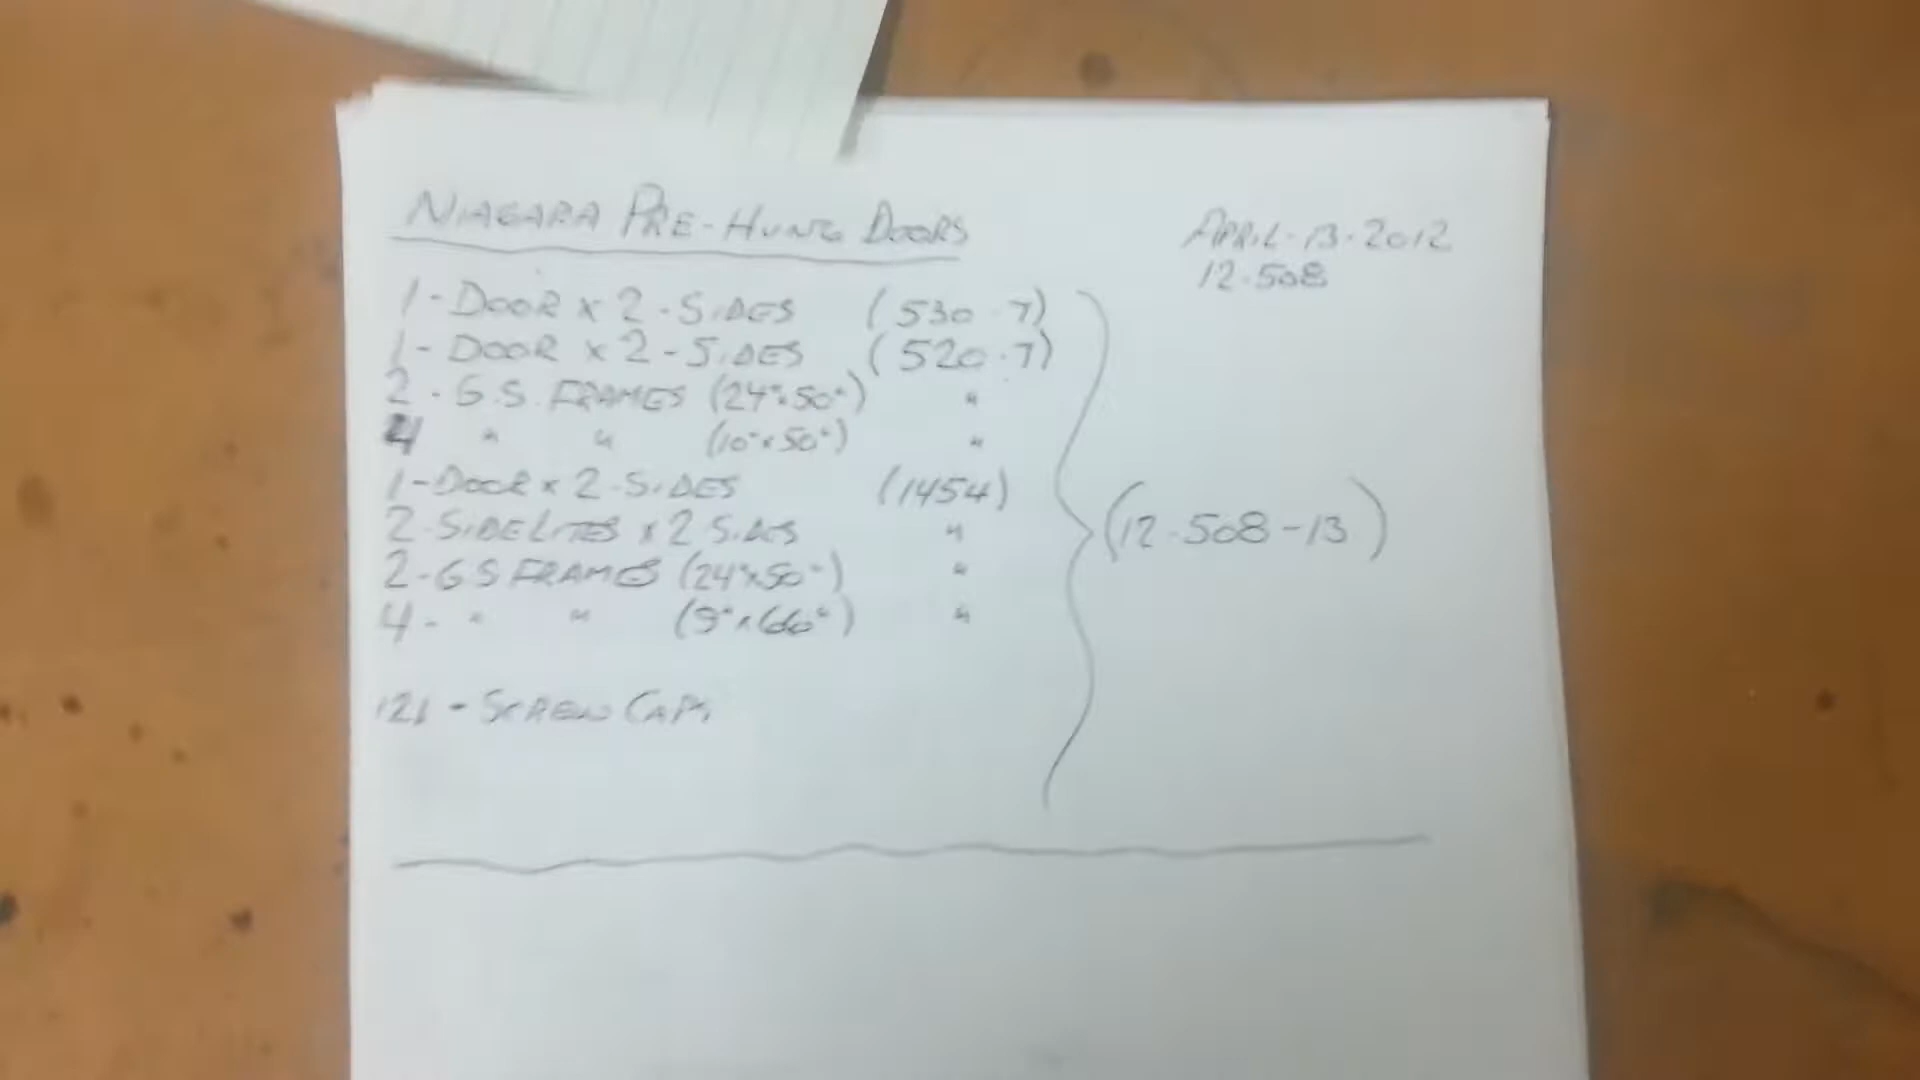 NIAGARA PRE-HUNG DOORS
APRIL-13-2012
12-508
1-DOOR x 2-SIDES (530-7)
1-DOOR x 2-SIDES (520-7)
2-G.S. FRAMES (24"x50") "
4 " " (10"x50") "
1-DOOR x 2-SIDES (1454)
2-SIDELITES x 2 SIDES "
2-GS FRAMES (24"x50") "
4- " " (9"x66") "
(12-508-13)
121-SCREW CAPS